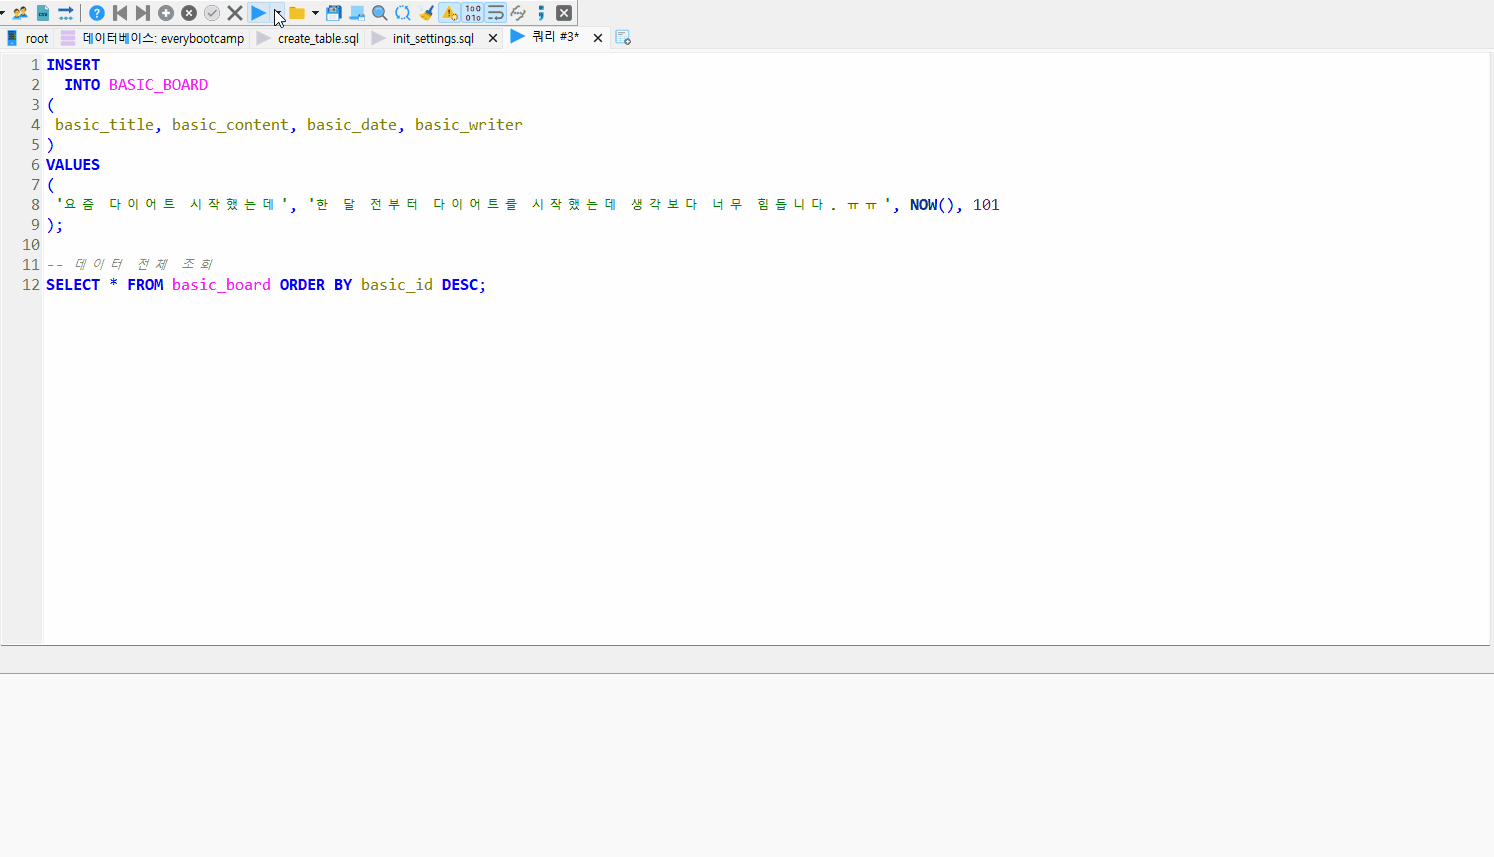 root 데이터베이스: everybootcamp create_table.sql init_settings.sql 쿼리 #3*
1 INSERT
2 INTO BASIC_BOARD
3 (
4 basic_title, basic_content, basic_date, basic_writer
5 )
6 VALUES
7 (
8 '요즘 다이어트 시작했는데', '한 달 전부터 다이어트를 시작했는데 생각보다 너무 힘듭니다. ㅠㅠ', NOW(), 101
9 );
10
11 -- 데이터 전체 조회
12 SELECT * FROM basic_board ORDER BY basic_id DESC;